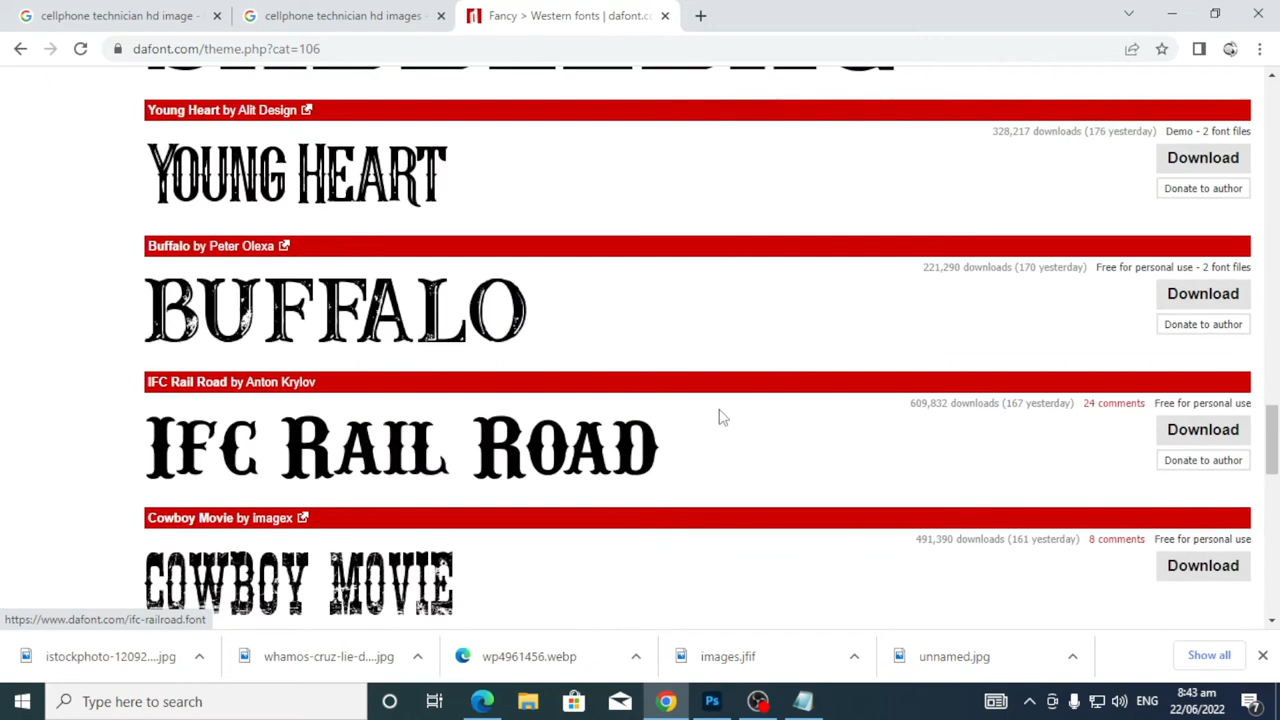 cellphone technician hd image -
cellphone technician hd images -
Fancy > Western fonts | dafont.c
dafont.com/theme.php?cat=106
Young Heart by Alit Design
328,217 downloads (176 yesterday) Demo - 2 font files
YOUNG HEART
Download
Donate to author
Buffalo by Peter Olexa
221,290 downloads (170 yesterday) Free for personal use - 2 font files
BUFFALO
Download
Donate to author
IFC Rail Road by Anton Krylov
609,832 downloads (167 yesterday) 24 comments Free for personal use
IFC RAIL ROAD
Download
Donate to author
Cowboy Movie by imagex
491,390 downloads (161 yesterday) 8 comments Free for personal use
COWBOY MOVIE
Download
https://www.dafont.com/ifc-railroad.font
istockphoto-12092....jpg
whamos-cruz-lie-d....jpg
wp4961456.webp
images.jfif
unnamed.jpg
Show all
Type here to search
Ps
ENG
8:43 am
22/06/2022
7